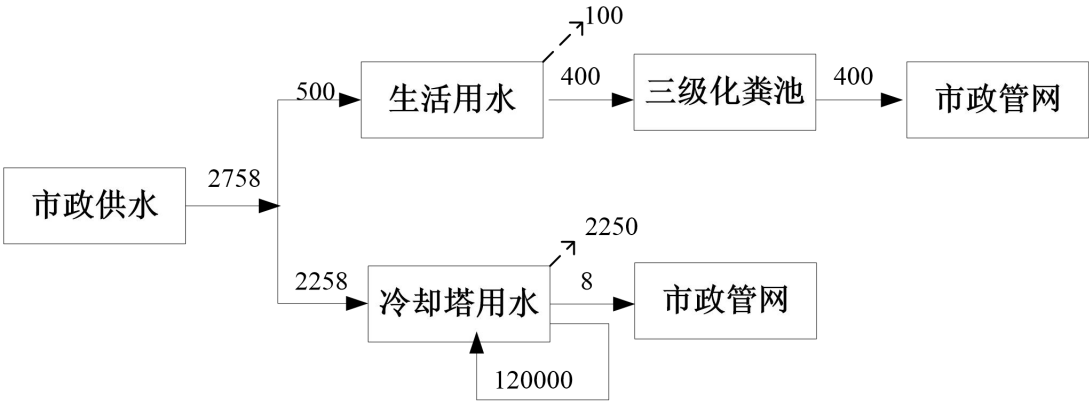 100
500
生活用水
400
三级化粪池
400
市政管网
市政供水
2758
2250
2258
冷却塔用水
8
市政管网
120000